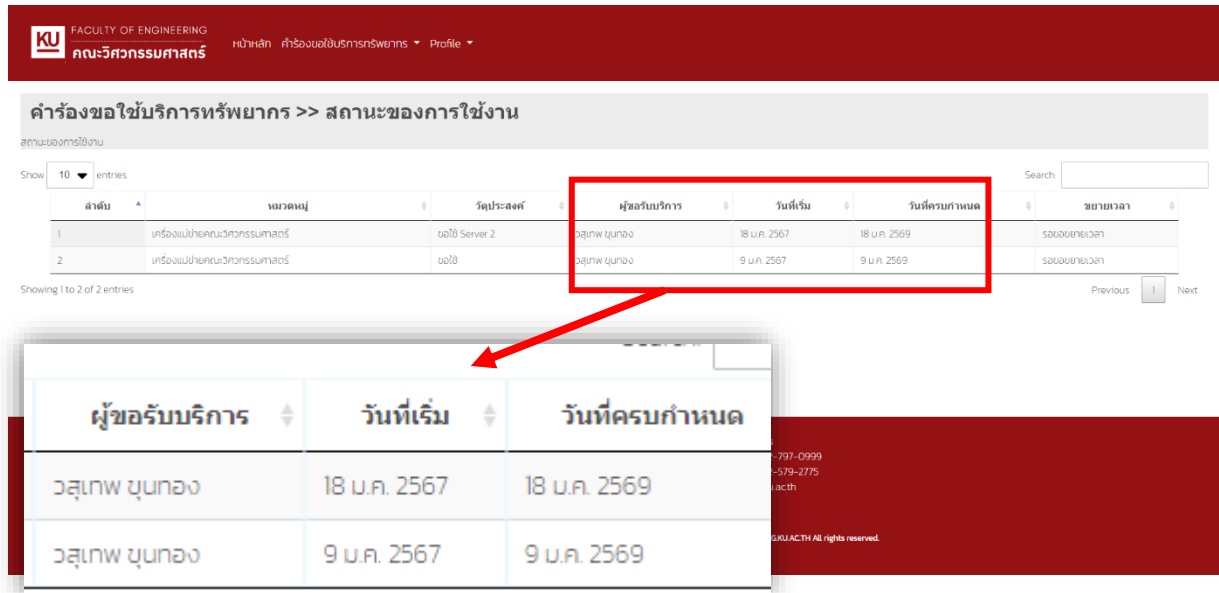 KU FACULTY OF ENGINEERING
คณะวิศวกรรมศาสตร์
หน้าหลัก คำร้องขอใช้บริการทรัพยากร Profile
คำร้องขอใช้บริการทรัพยากร >> สถานะของการใช้งาน
สถานะของการใช้งาน
Show 10 entries Search:
ลำดับ หมวดหมู่ วัตุประสงค์ ผู้ขอรับบริการ วันที่เริ่ม วันที่ครบกำหนด ขยายเวลา
1 เครื่องแม่ข่ายคณะวิศวกรรมศาสตร์ ขอใช้ Server 2 วสุเทพ ขุนทอง 18 ม.ค. 2567 18 ม.ค. 2569 รอขอขยายเวลา
2 เครื่องแม่ข่ายคณะวิศวกรรมศาสตร์ ขอใช้ วสุเทพ ขุนทอง 9 ม.ค. 2567 9 ม.ค. 2569 รอขอขยายเวลา
Showing 1 to 2 of 2 entries Previous 1 Next
ผู้ขอรับบริการ วันที่เริ่ม วันที่ครบกำหนด
วสุเทพ ขุนทอง 18 ม.ค. 2567 18 ม.ค. 2569
วสุเทพ ขุนทอง 9 ม.ค. 2567 9 ม.ค. 2569
-797-0999
-579-2775
.ac.th
G.KU.AC.TH All rights reserved.